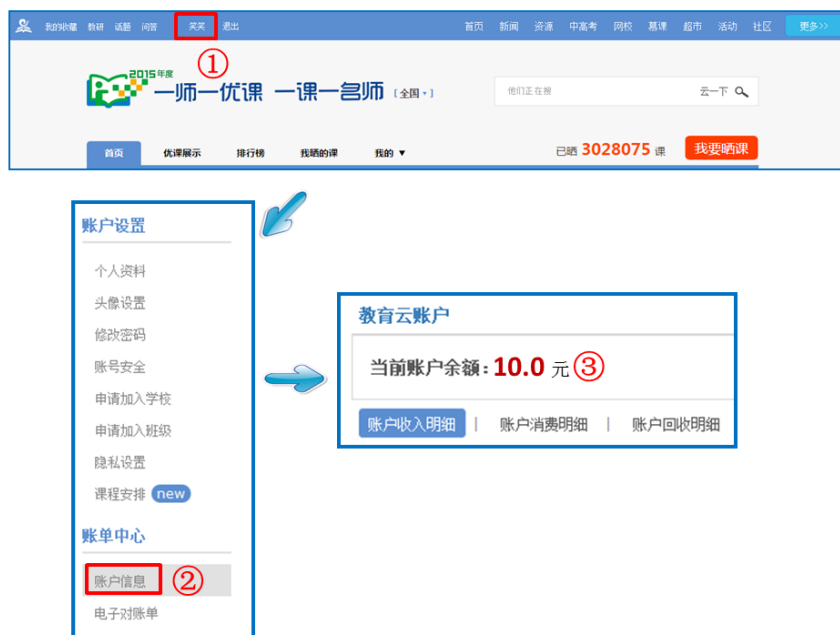 我的收藏 教研 话题 问答 笑笑 退出 首页 新闻 资源 中高考 网校 慕课 超市 活动 社区 更多>>
①
2015年度
一师一优课 一课一名师 [全国]
他们正在搜 云一下
首页 优课展示 排行榜 我晒的课 我的▼ 已晒 3028075 课 我要晒课
账户设置
个人资料
头像设置
修改密码
账号安全
申请加入学校
申请加入班级
隐私设置
课程安排 new
账单中心
账户信息 ②
电子对账单
教育云账户
当前账户余额:10.0 元③
账户收入明细 | 账户消费明细 | 账户回收明细